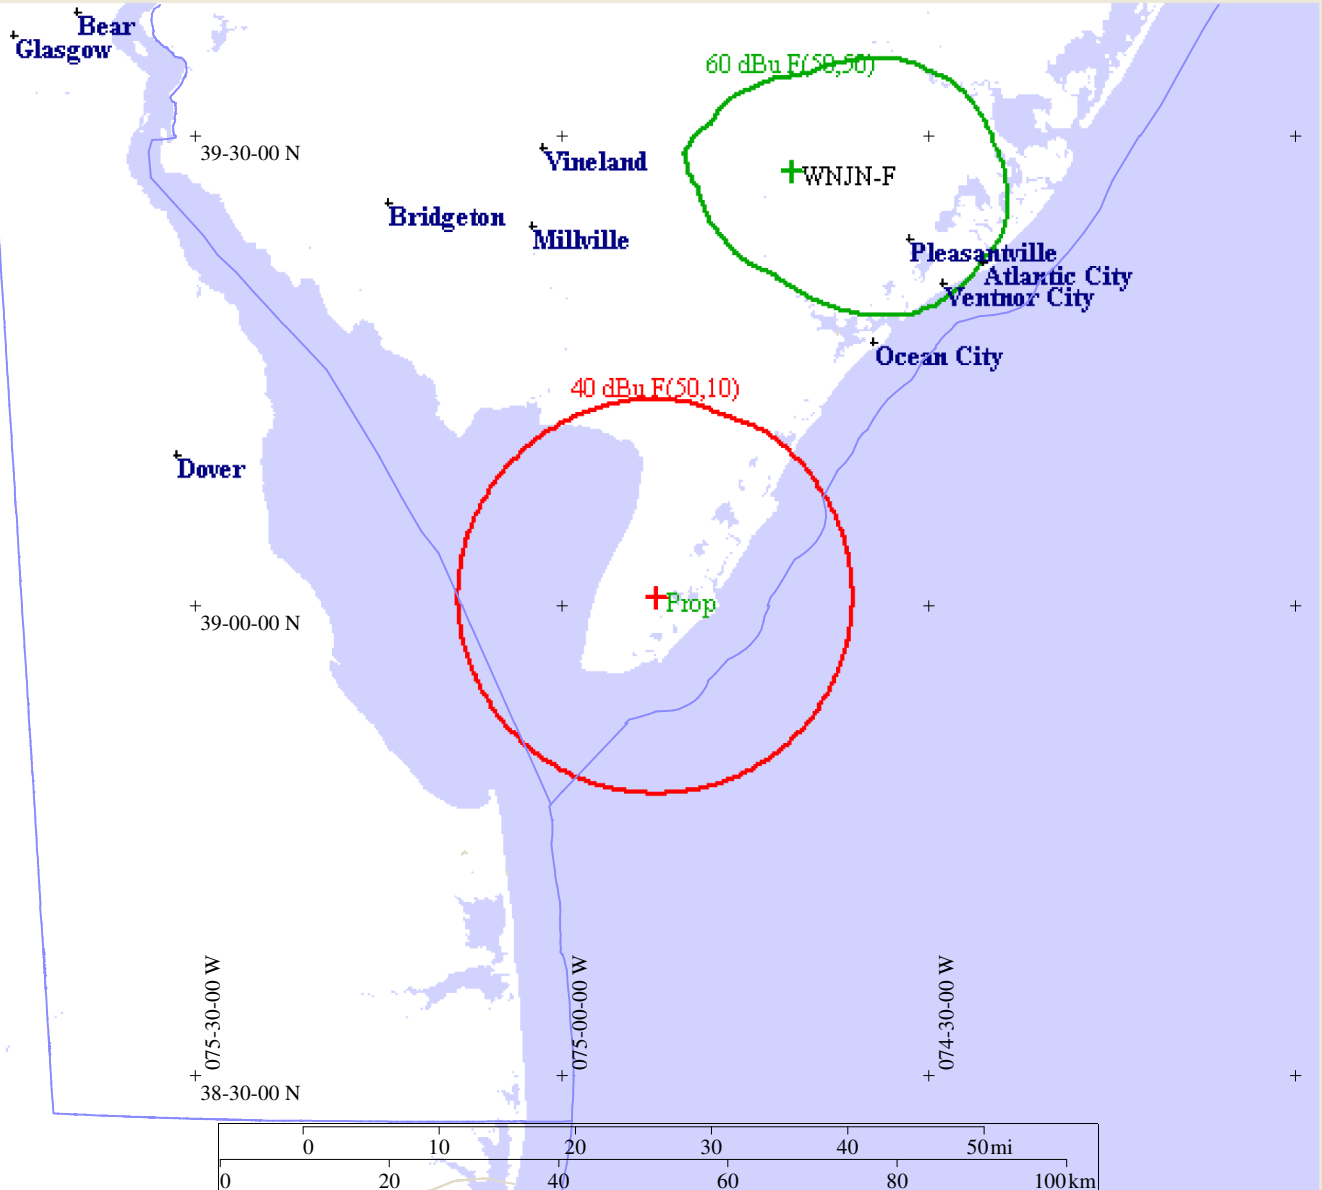 Bear
Glasgow
60 dBu F(50,50)
39-30-00 N
Vineland
WNJN-F
Bridgeton
Millville
Pleasantville
Atlantic City
Ventnor City
Ocean City
40 dBu F(50,10)
Dover
Prop
39-00-00 N
075-30-00 W
075-00-00 W
074-30-00 W
38-30-00 N
0 10 20 30 40 50mi
0 20 40 60 80 100km